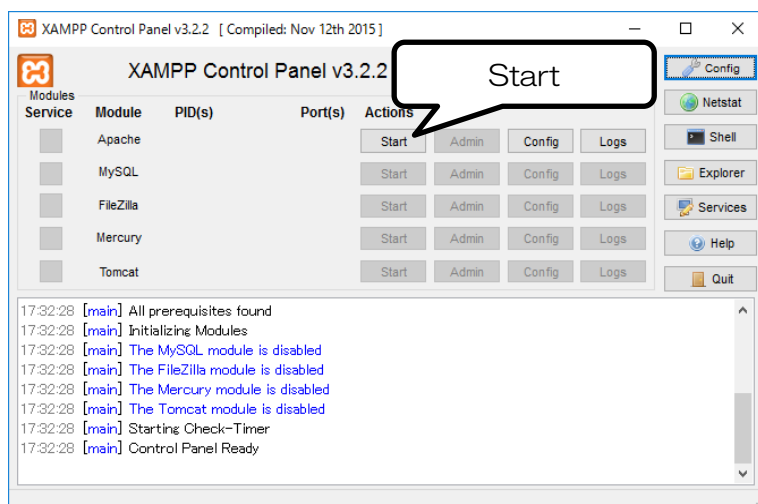 XAMPP Control Panel v3.2.2 [ Compiled: Nov 12th 2015 ]
XAMPP Control Panel v3.2.2
Start
Config
Modules
Service Module PID(s) Port(s) Actions
Netstat
Apache Start Admin Config Logs
Shell
MySQL Start Admin Config Logs
Explorer
FileZilla Start Admin Config Logs
Services
Mercury Start Admin Config Logs
Help
Tomcat Start Admin Config Logs
Quit
17:32:28 [main] All prerequisites found
17:32:28 [main] Initializing Modules
17:32:28 [main] The MySQL module is disabled
17:32:28 [main] The FileZilla module is disabled
17:32:28 [main] The Mercury module is disabled
17:32:28 [main] The Tomcat module is disabled
17:32:28 [main] Starting Check-Timer
17:32:28 [main] Control Panel Ready